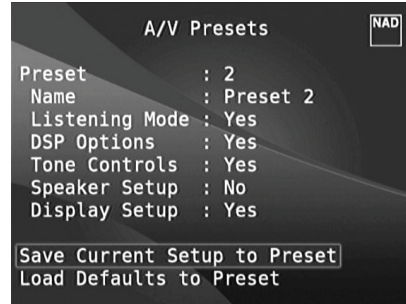 A/V Presets
NAD
Preset : 2
Name : Preset 2
Listening Mode : Yes
DSP Options : Yes
Tone Controls : Yes
Speaker Setup : No
Display Setup : Yes
Save Current Setup to Preset
Load Defaults to Preset